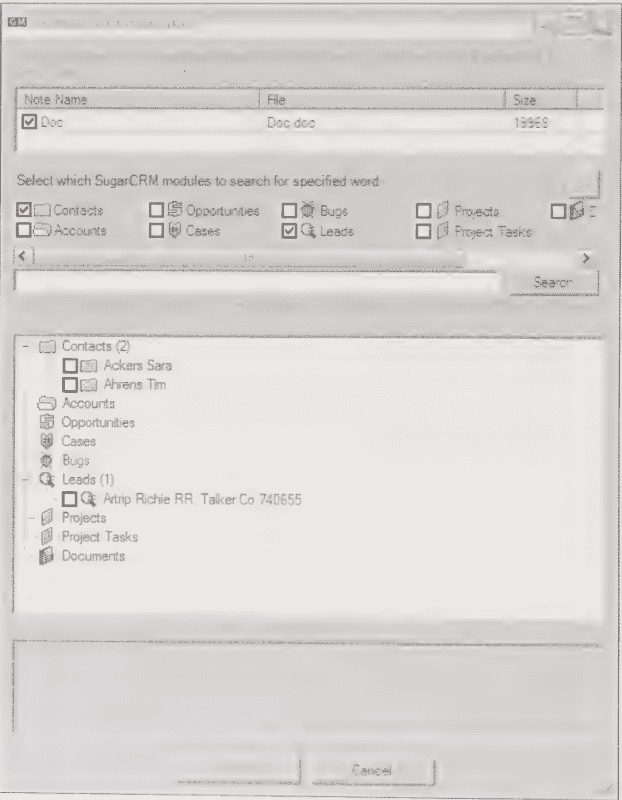 GM
Note Name File Size
Doc Doc.doc
Select which SugarCRM modules to search for specified word
Contacts Opportunities Bugs Projects
Accounts Cases Leads Project Tasks
Search
Contacts (2)
Ackers Sara
Ahrens Tim
Accounts
Opportunities
Cases
Bugs
Leads (1)
Artrip Richie RR. Talker Co 740655
Projects
Project Tasks
Documents
Cancel